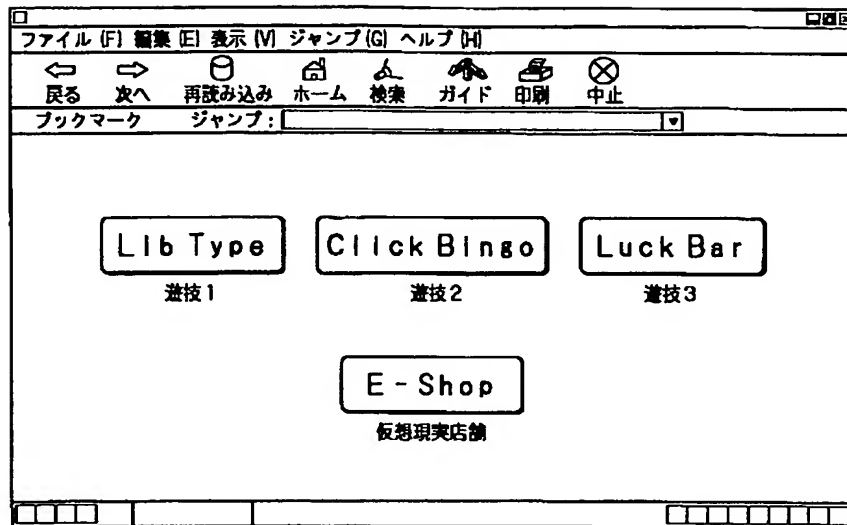 ファイル (F) 編集 (E) 表示 (V) ジャンプ (G) ヘルプ (H)
戻る 次へ 再読み込み ホーム 検索 ガイド 印刷 中止
ブックマーク ジャンプ :
Lib Type Click Bingo Luck Bar
遊技1 遊技2 遊技3
E - Shop
仮想現実店舗